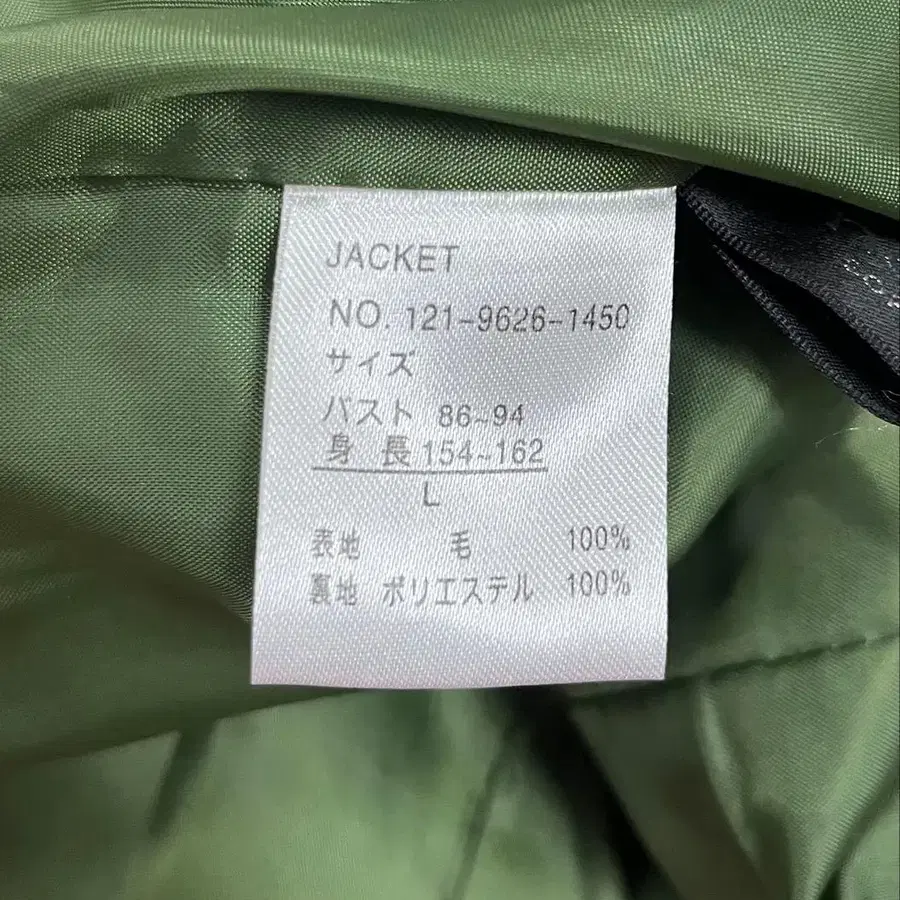 JACKET
NO. 121-9626-1450
サイズ
バスト 86~94
身 長 154~162
L
表地 毛 100%
裏地 ポリエステル 100%